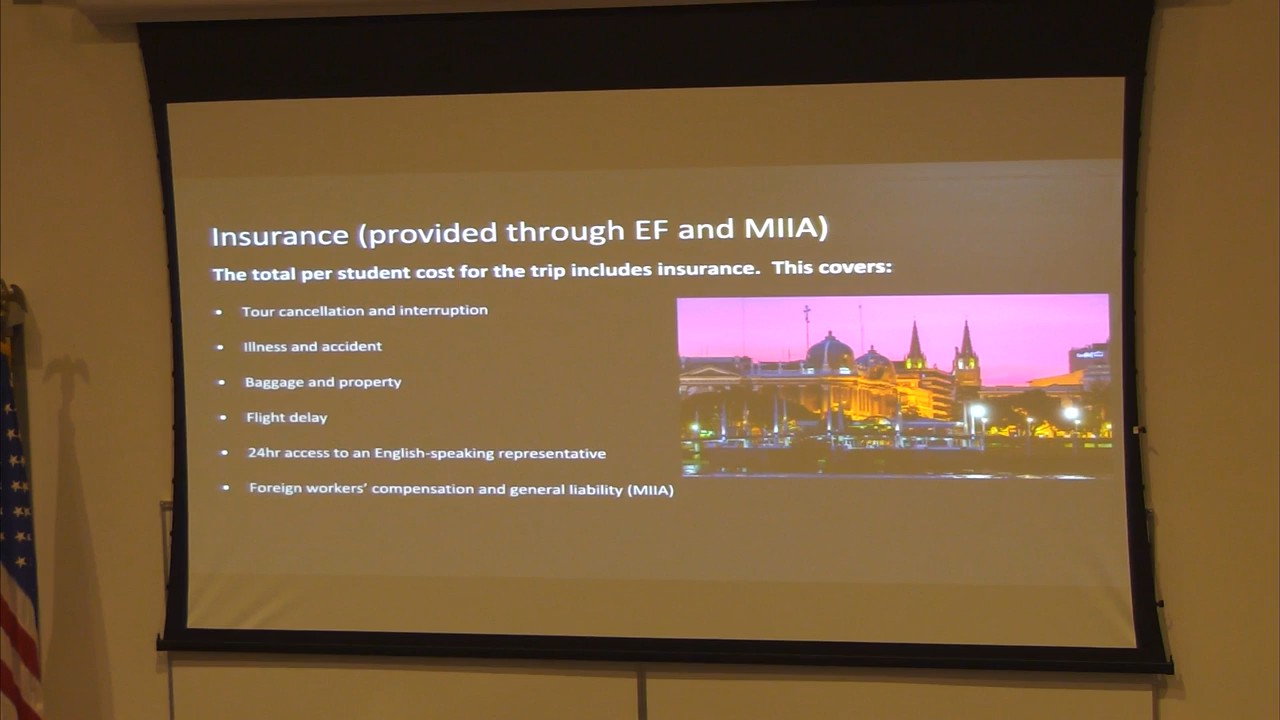 Insurance (provided through EF and MIIA)
The total per student cost for the trip includes insurance. This covers:
• Tour cancellation and interruption
• Illness and accident
• Baggage and property
• Flight delay
• 24hr access to an English-speaking representative
• Foreign workers' compensation and general liability (MIIA)